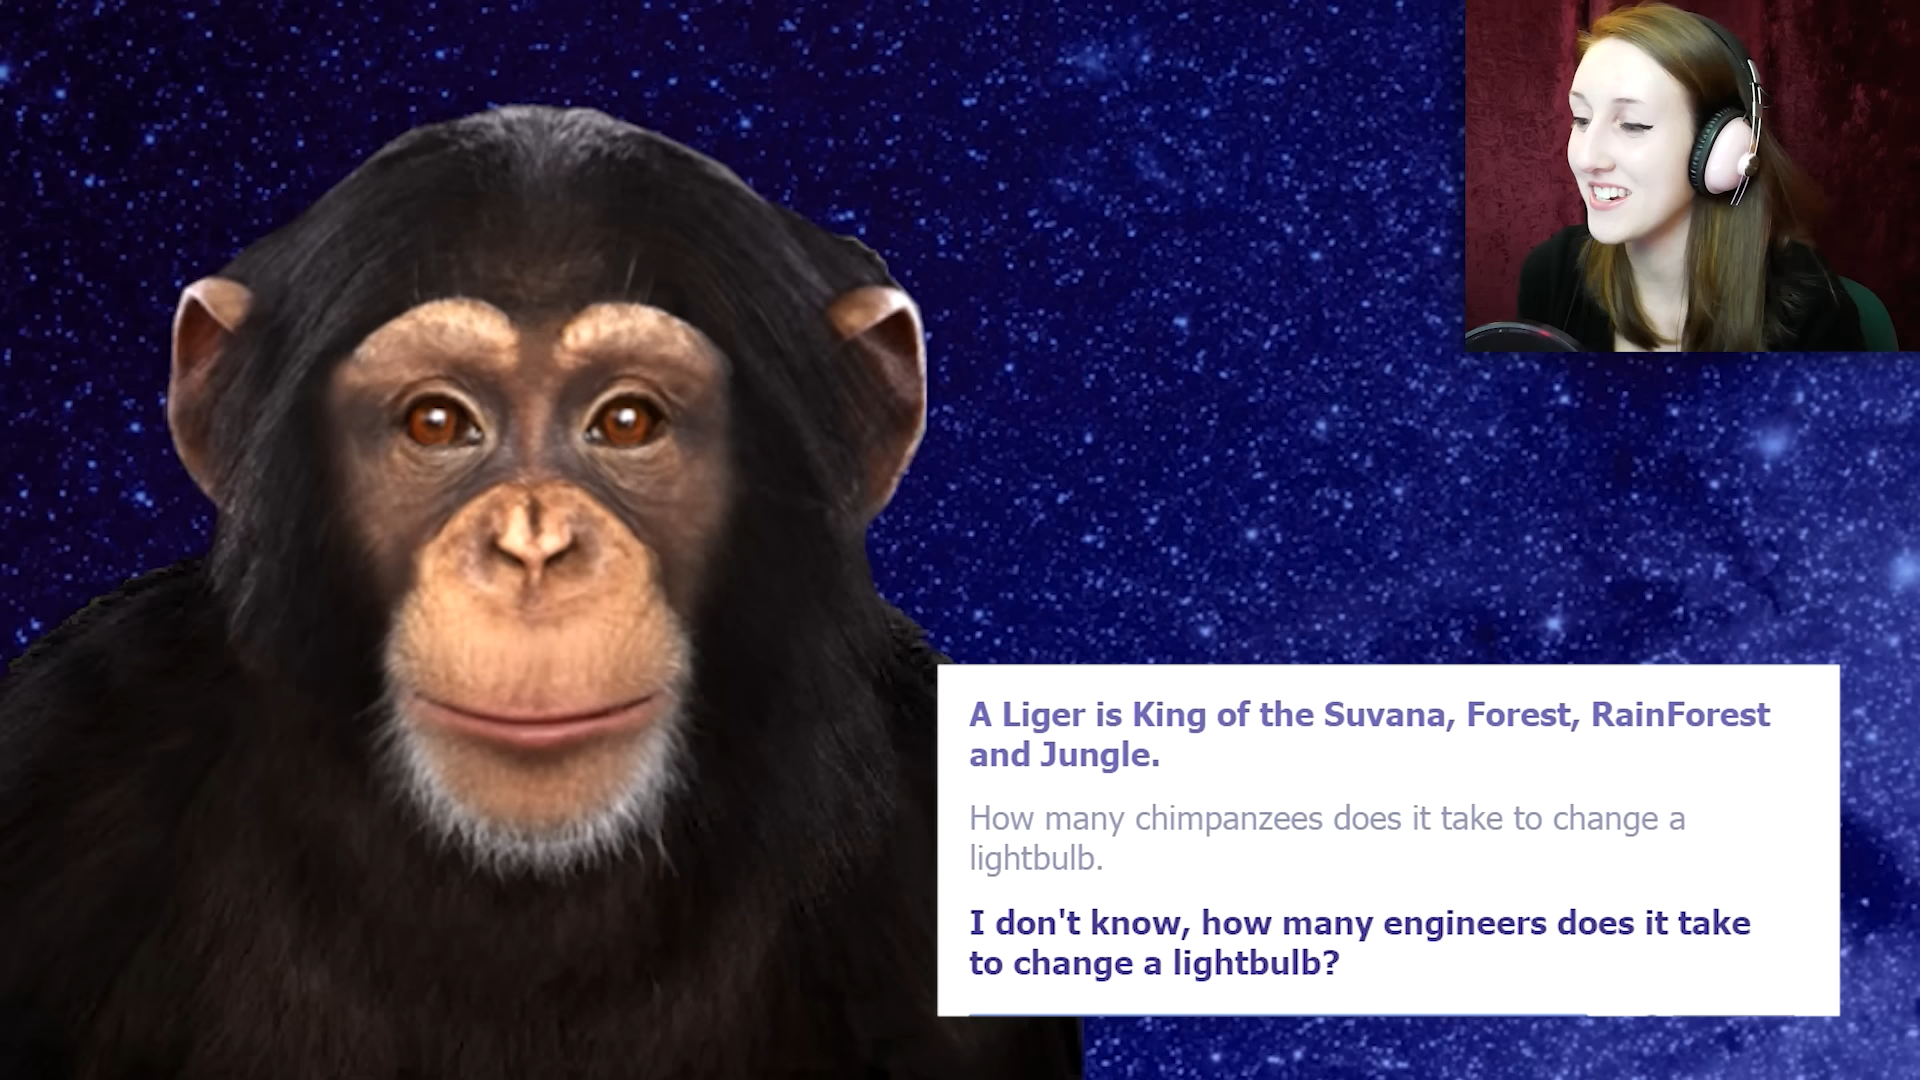 A Liger is King of the Suvana, Forest, RainForest
and Jungle.
How many chimpanzees does it take to change a
lightbulb.
I don't know, how many engineers does it take
to change a lightbulb?